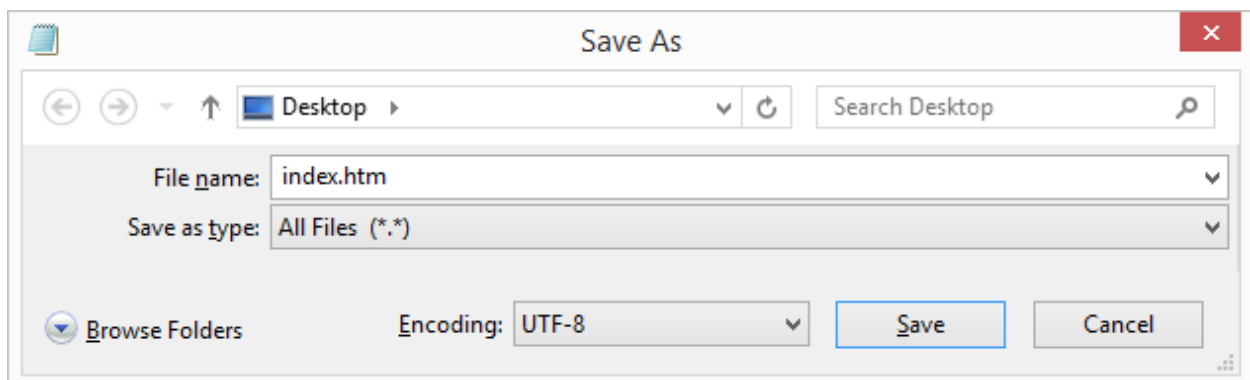 Save As
Desktop
Search Desktop
File name: index.htm
Save as type: All Files (*.*)
Browse Folders Encoding: UTF-8 Save Cancel